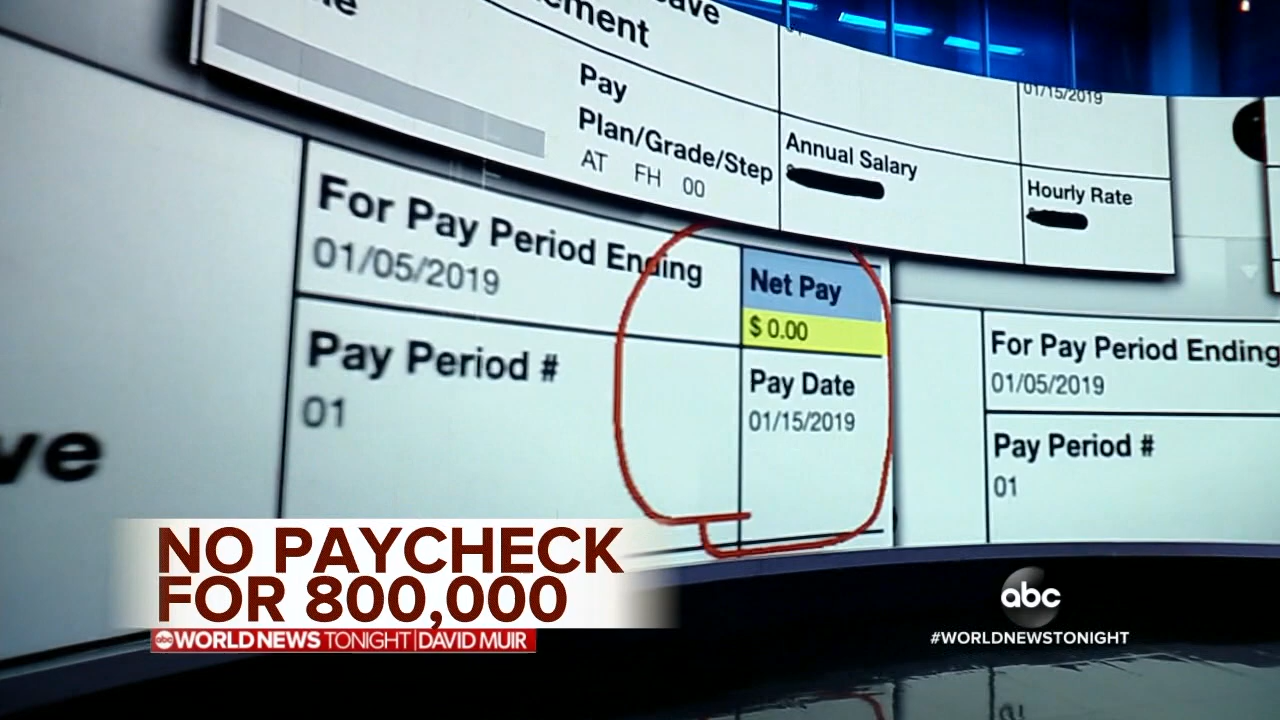 ement
Pay
Plan/Grade/Step
AT FH 00
01/15/2019
Annual Salary
Hourly Rate
For Pay Period Ending
01/05/2019
Net Pay
$ 0.00
Pay Period #
01
Pay Date
01/15/2019
For Pay Period Ending
01/05/2019
Pay Period #
01
ve
NO PAYCHECK
FOR 800,000
abc WORLD NEWS TONIGHT | DAVID MUIR
abc
#WORLDNEWSTONIGHT